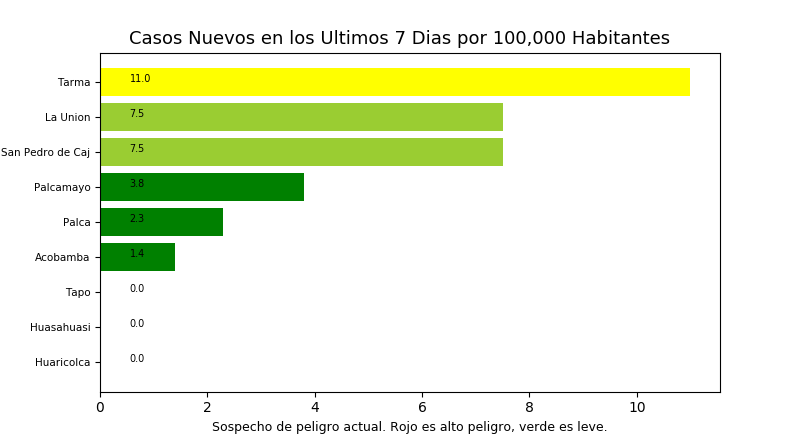 Casos Nuevos en los Ultimos 7 Dias por 100,000 Habitantes
Tarma 11.0
La Union 7.5
San Pedro de Caj 7.5
Palcamayo 3.8
Palca 2.3
Acobamba 1.4
Tapo 0.0
Huasahuasi 0.0
Huaricolca 0.0
0 2 4 6 8 10
Sospecho de peligro actual. Rojo es alto peligro, verde es leve.